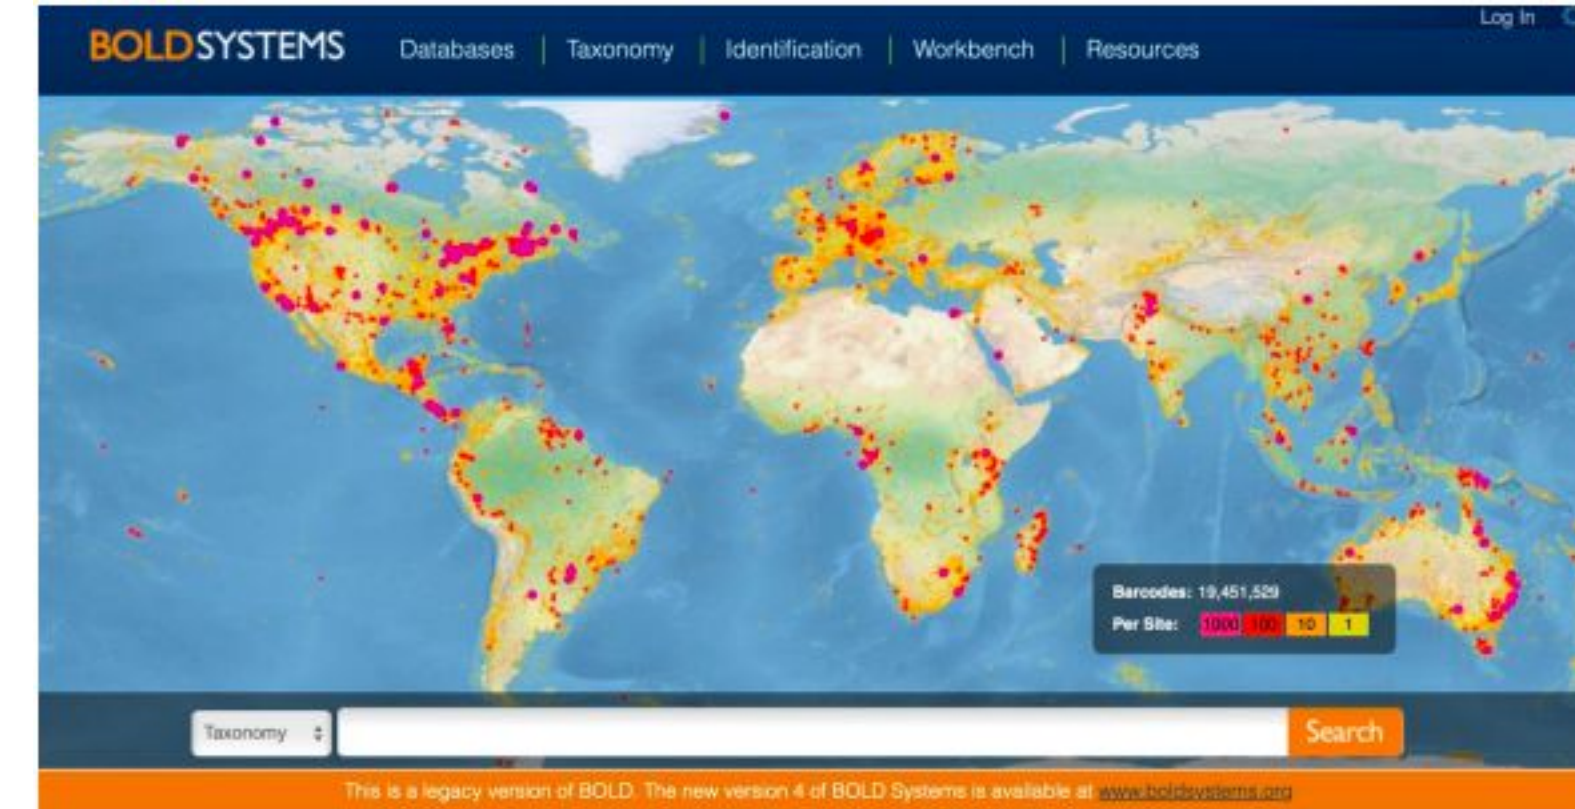 Log In
BOLDSYSTEMS Databases Taxonomy Identification Workbench Resources
Barcodes: 19,451,529
Per Site: 1000 100 10 1
Taxonomy Search
This is a legacy version of BOLD. The new version 4 of BOLD Systems is available at www.boldsystems.org